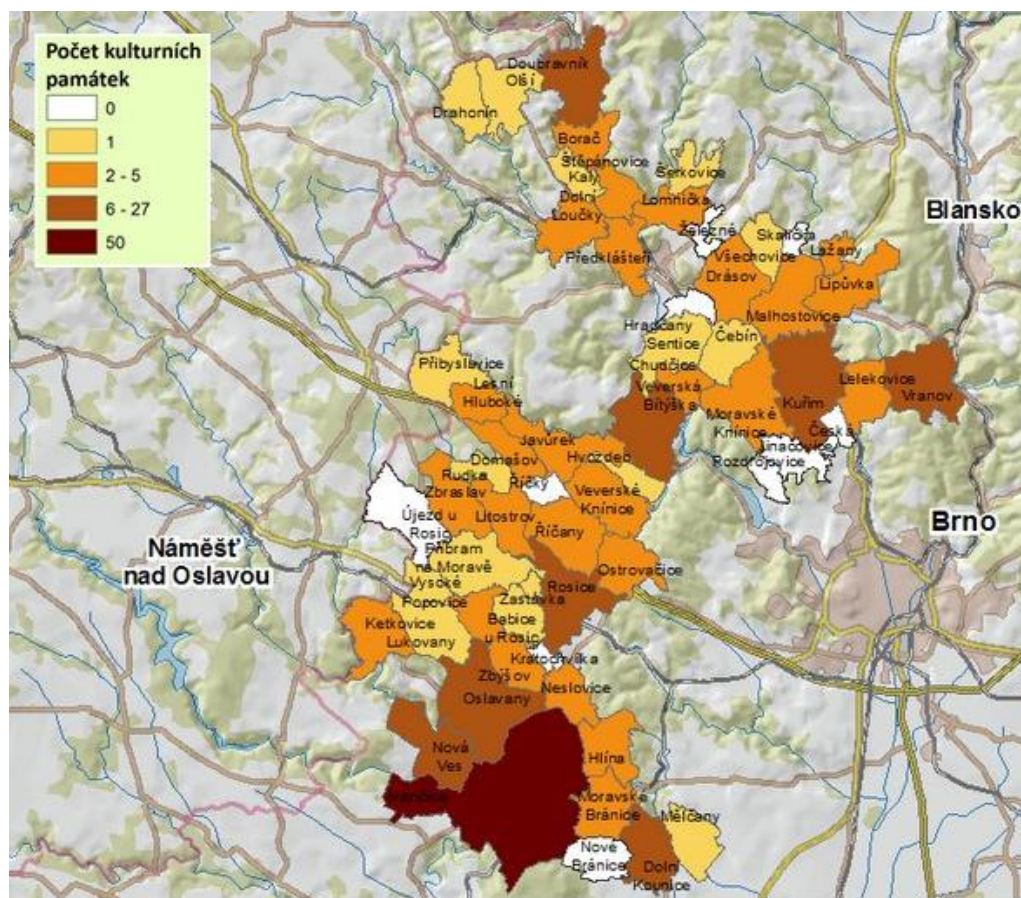 Počet kulturních
památek
0
1
2 - 5
6 - 27
50
Doubravník
Olší
Drahonín
Borač
Štěpánovice
Kaly
Šerkovice
Dolní
Loučky
Lomnička
Železné
Předklášteří
Skalička
Všechovice
Lažany
Drásov
Lipůvka
Malhostovice
Blansko
Hradčany
Sentice
Čebín
Chudčice
Veverská
Bítýška
Kuřim
Lelekovice
Vranov
Moravské
Knínice
Česká
Jinačovice
Rozdrojovice
Přibyslavice
Lesní
Hluboké
Javůrek
Hvozdec
Domašov
Rudka
Říčky
Zbraslav
Veverské
Knínice
Litostrov
Říčany
Újezd u
Rosic
Příbram
na Moravě
Ostrovačice
Brno
Náměšť
nad Oslavou
Vysoké
Popovice
Zastávka
Rosice
Babice
u Rosic
Ketkovice
Lukovany
Kratochvilka
Zbýšov
Neslovice
Oslavany
Nová
Ves
Hlína
Ivančice
Moravské
Bránice
Mělčany
Nové
Bránice
Dolní
Kounice